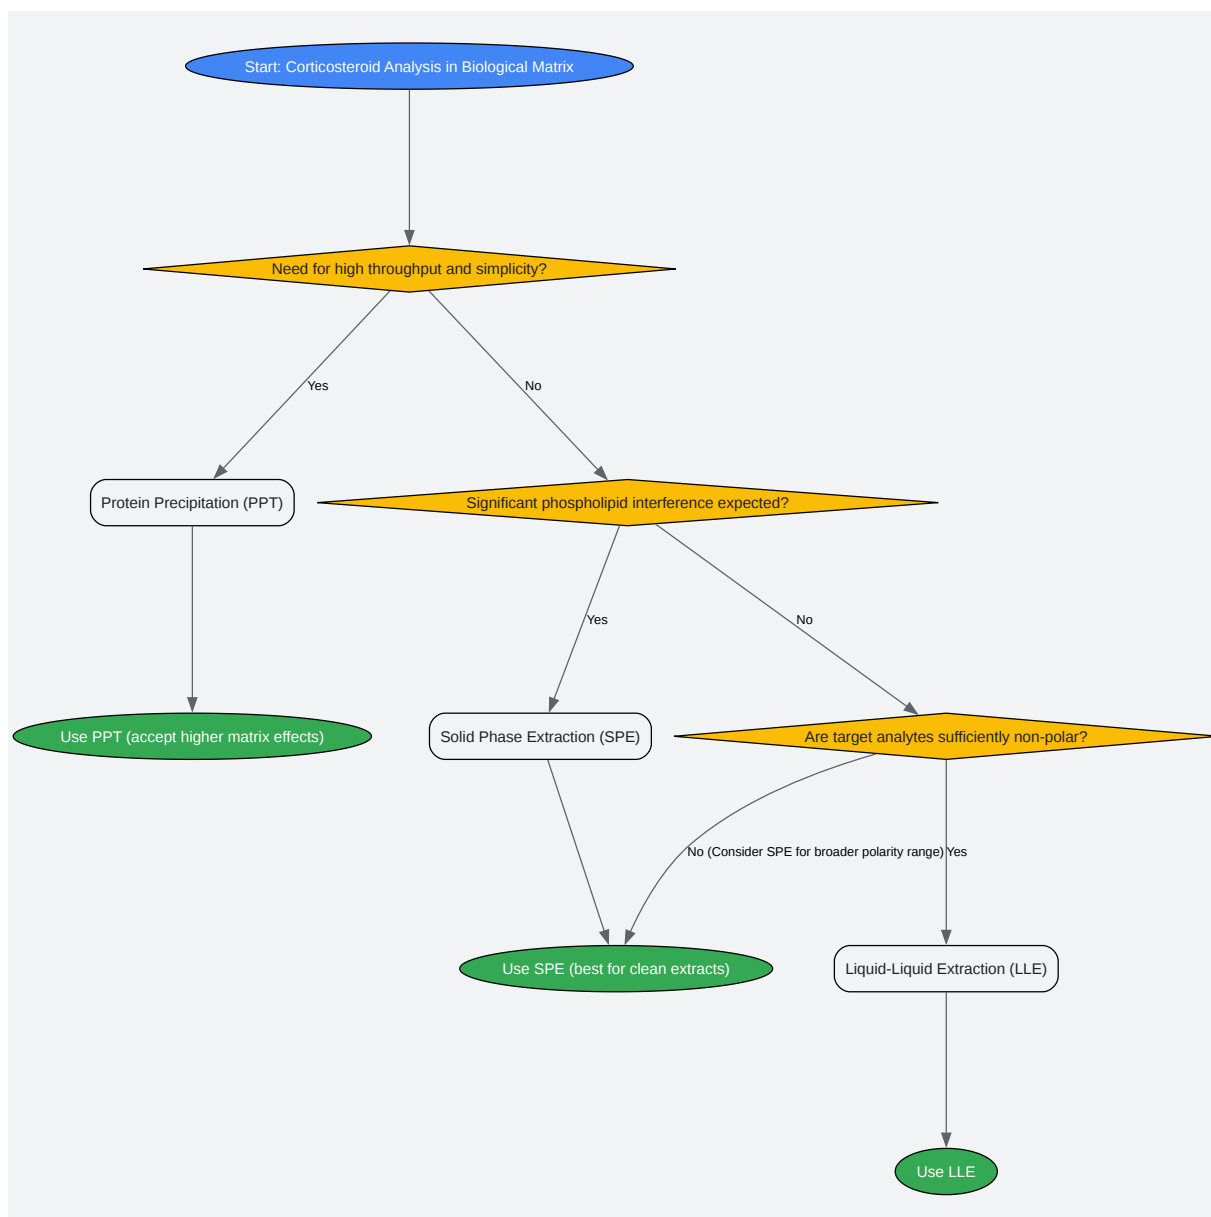 Start: Corticosteroid Analysis in Biological Matrix
Need for high throughput and simplicity?
Yes
No
Protein Precipitation (PPT)
Significant phospholipid interference expected?
Yes
No
Use PPT (accept higher matrix effects)
Solid Phase Extraction (SPE)
Are target analytes sufficiently non-polar?
No (Consider SPE for broader polarity range)
Yes
Use SPE (best for clean extracts)
Liquid-Liquid Extraction (LLE)
Use LLE